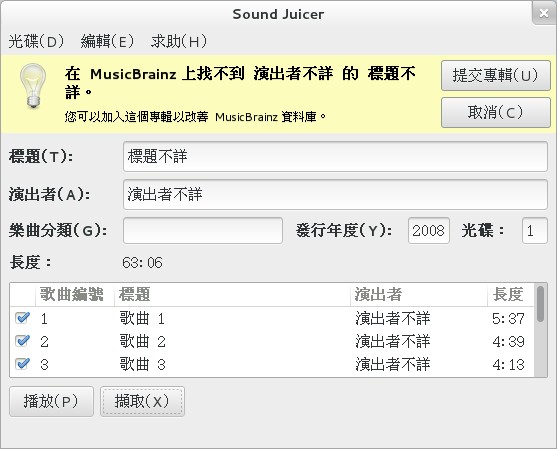 Sound Juicer
光碟(D) 編輯(E) 求助(H)
在 MusicBrainz 上找不到 演出者不詳 的 標題不
詳。
您可以加入這個專輯以改善 MusicBrainz 資料庫。
提交專輯(U)
取消(C)
標題(T): 標題不詳
演出者(A): 演出者不詳
樂曲分類(G): 發行年度(Y): 2008 光碟： 1
長度： 63:06
歌曲編號 標題 演出者 長度
1 歌曲 1 演出者不詳 5:37
2 歌曲 2 演出者不詳 4:39
3 歌曲 3 演出者不詳 4:13
播放(P) 擷取(X)